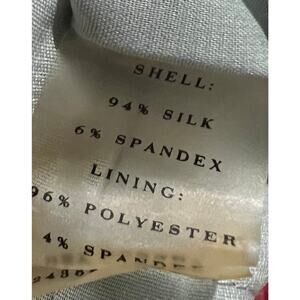 SHELL:
94% SILK
6% SPANDEX
LINING:
96% POLYESTER
4% SPANDEX